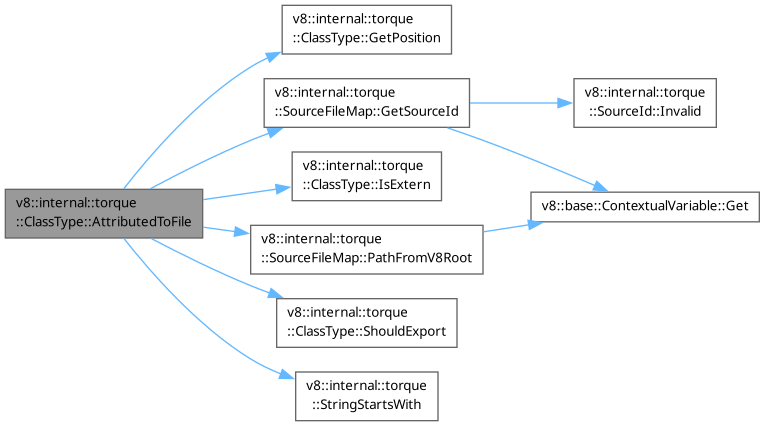 v8::internal::torque
::ClassType::AttributedToFile
v8::internal::torque
::ClassType::GetPosition
v8::internal::torque
::SourceFileMap::GetSourceId
v8::internal::torque
::SourceId::Invalid
v8::internal::torque
::ClassType::IsExtern
v8::base::ContextualVariable::Get
v8::internal::torque
::SourceFileMap::PathFromV8Root
v8::internal::torque
::ClassType::ShouldExport
v8::internal::torque
::StringStartsWith